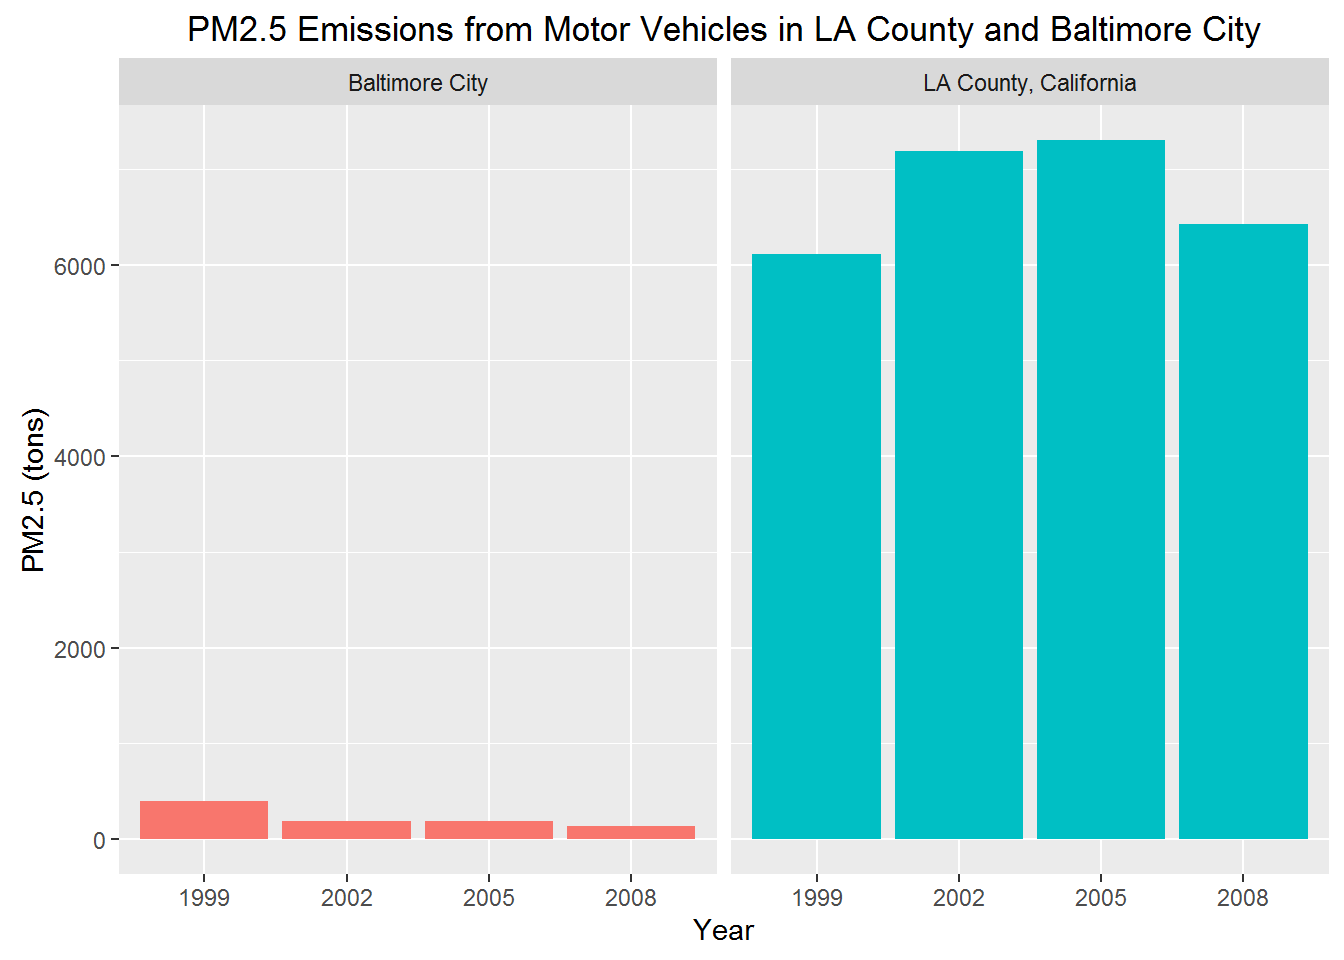 PM2.5 Emissions from Motor Vehicles in LA County and Baltimore City
Baltimore City
LA County, California
PM2.5 (tons)
6000
4000
2000
0
1999 2002 2005 2008
1999 2002 2005 2008
Year